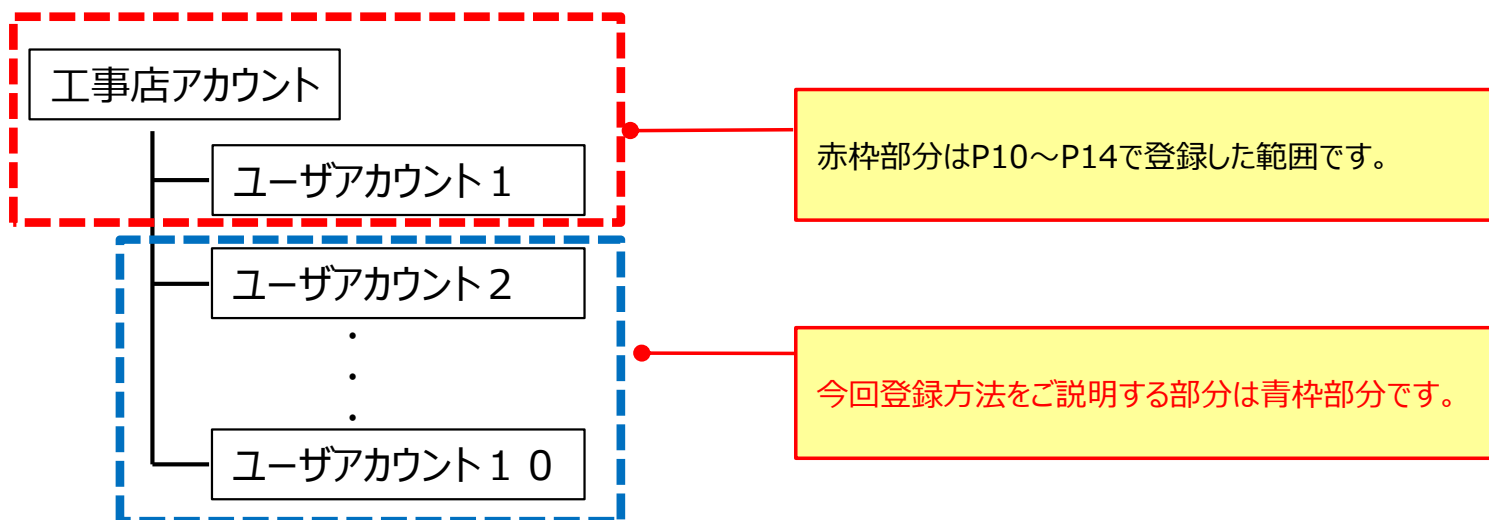 工事店アカウント
赤枠部分はP10～P14で登録した範囲です。
ユーザアカウント１
ユーザアカウント２
・
・
・
今回登録方法をご説明する部分は青枠部分です。
ユーザアカウント１０